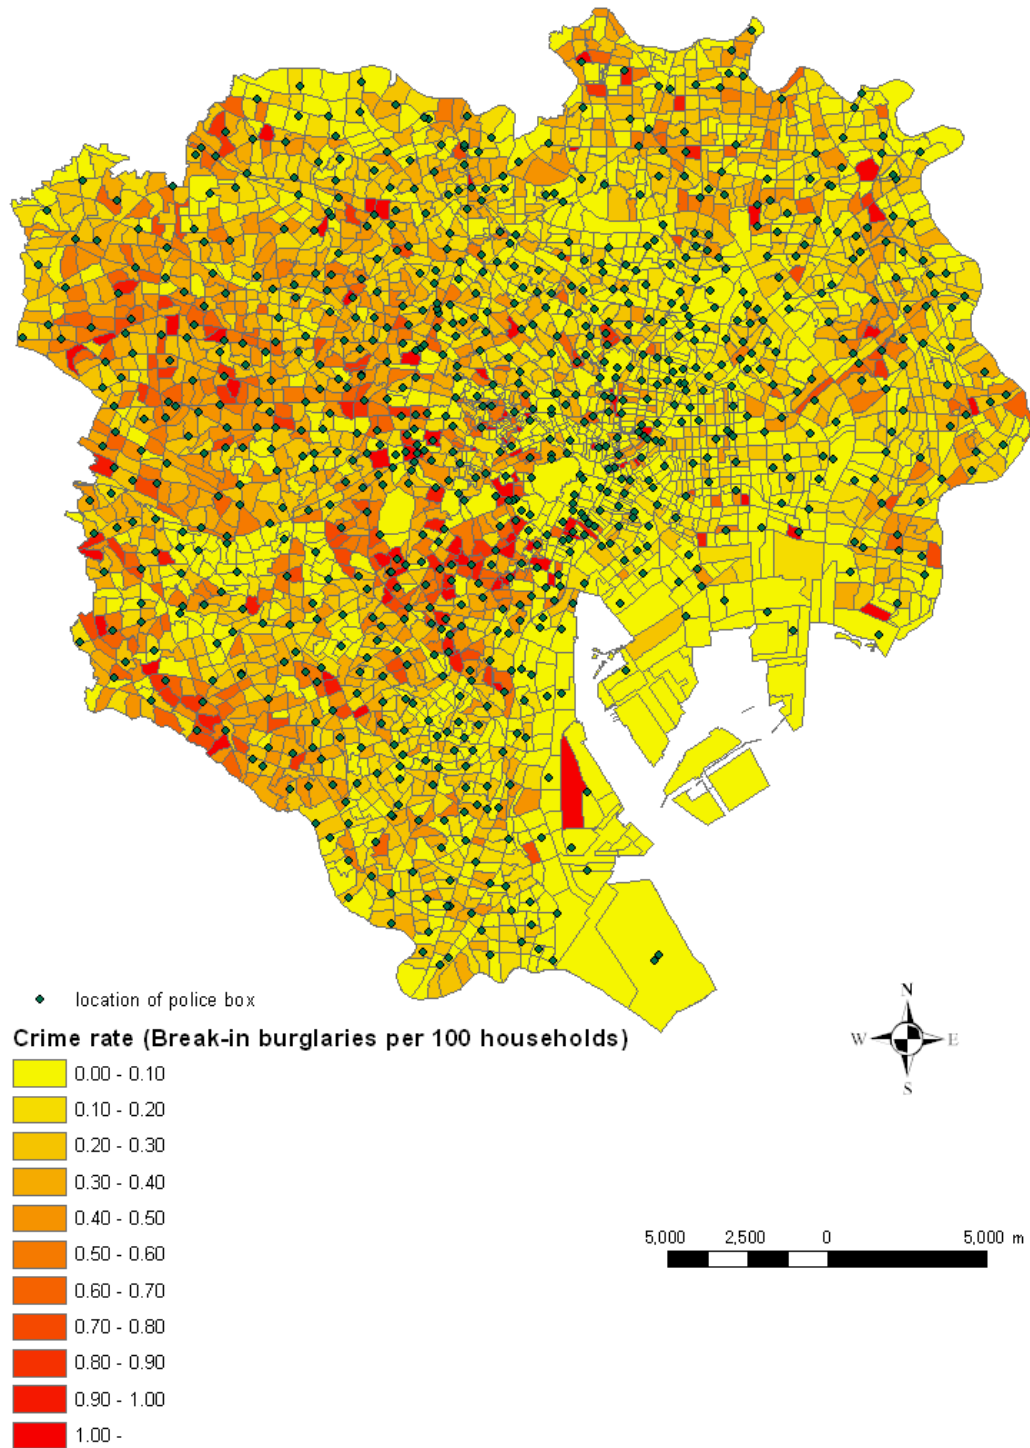 location of police box
Crime rate (Break-in burglaries per 100 households)
0.00 - 0.10
0.10 - 0.20
0.20 - 0.30
0.30 - 0.40
0.40 - 0.50
0.50 - 0.60
0.60 - 0.70
0.70 - 0.80
0.80 - 0.90
0.90 - 1.00
1.00 -
N
W E
S
5,000 2,500 0 5,000 m